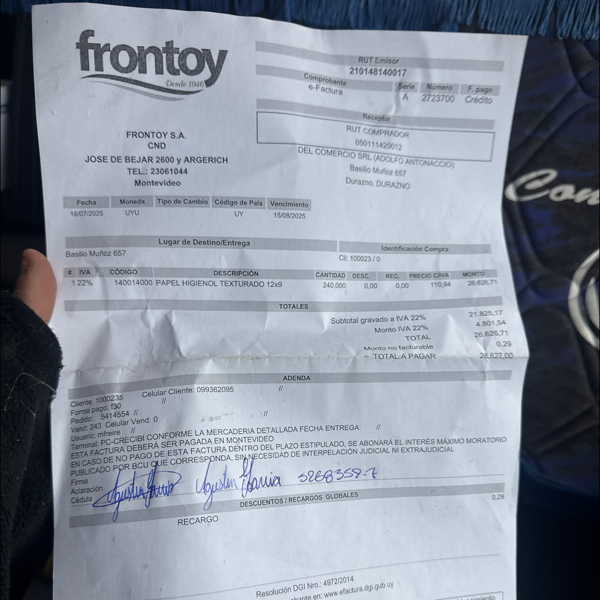 frontoy
Desde 1946
FRONTOY S.A.
CND
JOSE DE BEJAR 2600 y ARGERICH
TEL.: 23061044
Montevideo
RUT Emisor
210148140017
Comprobante Serie Número F. pago
e-Factura A 2723700 Crédito
Receptor
RUT COMPRADOR
050111420012
DEL COMERCIO SRL (ADOLFO ANTONACCIO)
Basilio Muñoz 657
Durazno, DURAZNO
Fecha Moneda Tipo de Cambio Código de País Vencimiento
16/07/2025 UYU UY 15/08/2025
Lugar de Destino/Entrega Identificación Compra
Basilio Muñoz 657 CI: 100023 / 0
# IVA CÓDIGO DESCRIPCIÓN CANTIDAD DESC. REC. PRECIO C/IVA MONTO
1 22% 140014000 PAPEL HIGIENOL TEXTURADO 12x9 240,000 0,00 0,00 110,94 26.626,71
TOTALES
Subtotal gravado a IVA 22% 21.825,17
Monto IVA 22% 4.801,54
TOTAL 26.626,71
Monto no facturable 0,29
TOTAL A PAGAR 26.627,00
ADENDA
Cliente: 1000235 Celular Cliente: 099362095 //
Forma pago: f30 //
Pedido: 5414554 //
Vend: 243 Celular Vend: 0 //
Usuario: mfreire //
Terminal: PC-CRECIBI CONFORME LA MERCADERIA DETALLADA FECHA ENTREGA: //
ESTA FACTURA DEBERÁ SER PAGADA EN MONTEVIDEO
EN CASO DE NO PAGO DE ESTA FACTURA DENTRO DEL PLAZO ESTIPULADO, SE ABONARÁ EL INTERÉS MÁXIMO MORATORIO
PUBLICADO POR BCU QUE CORRESPONDA, SIN NECESIDAD DE INTERPELACIÓN JUDICIAL NI EXTRAJUDICIAL
Firma
Aclaración
Cédula
Agustin
DESCUENTOS / RECARGOS GLOBALES
RECARGO 0,29
Resolución DGI Nro.: 4972/2014
en: www.efactura.dgi.gub.uy
Con